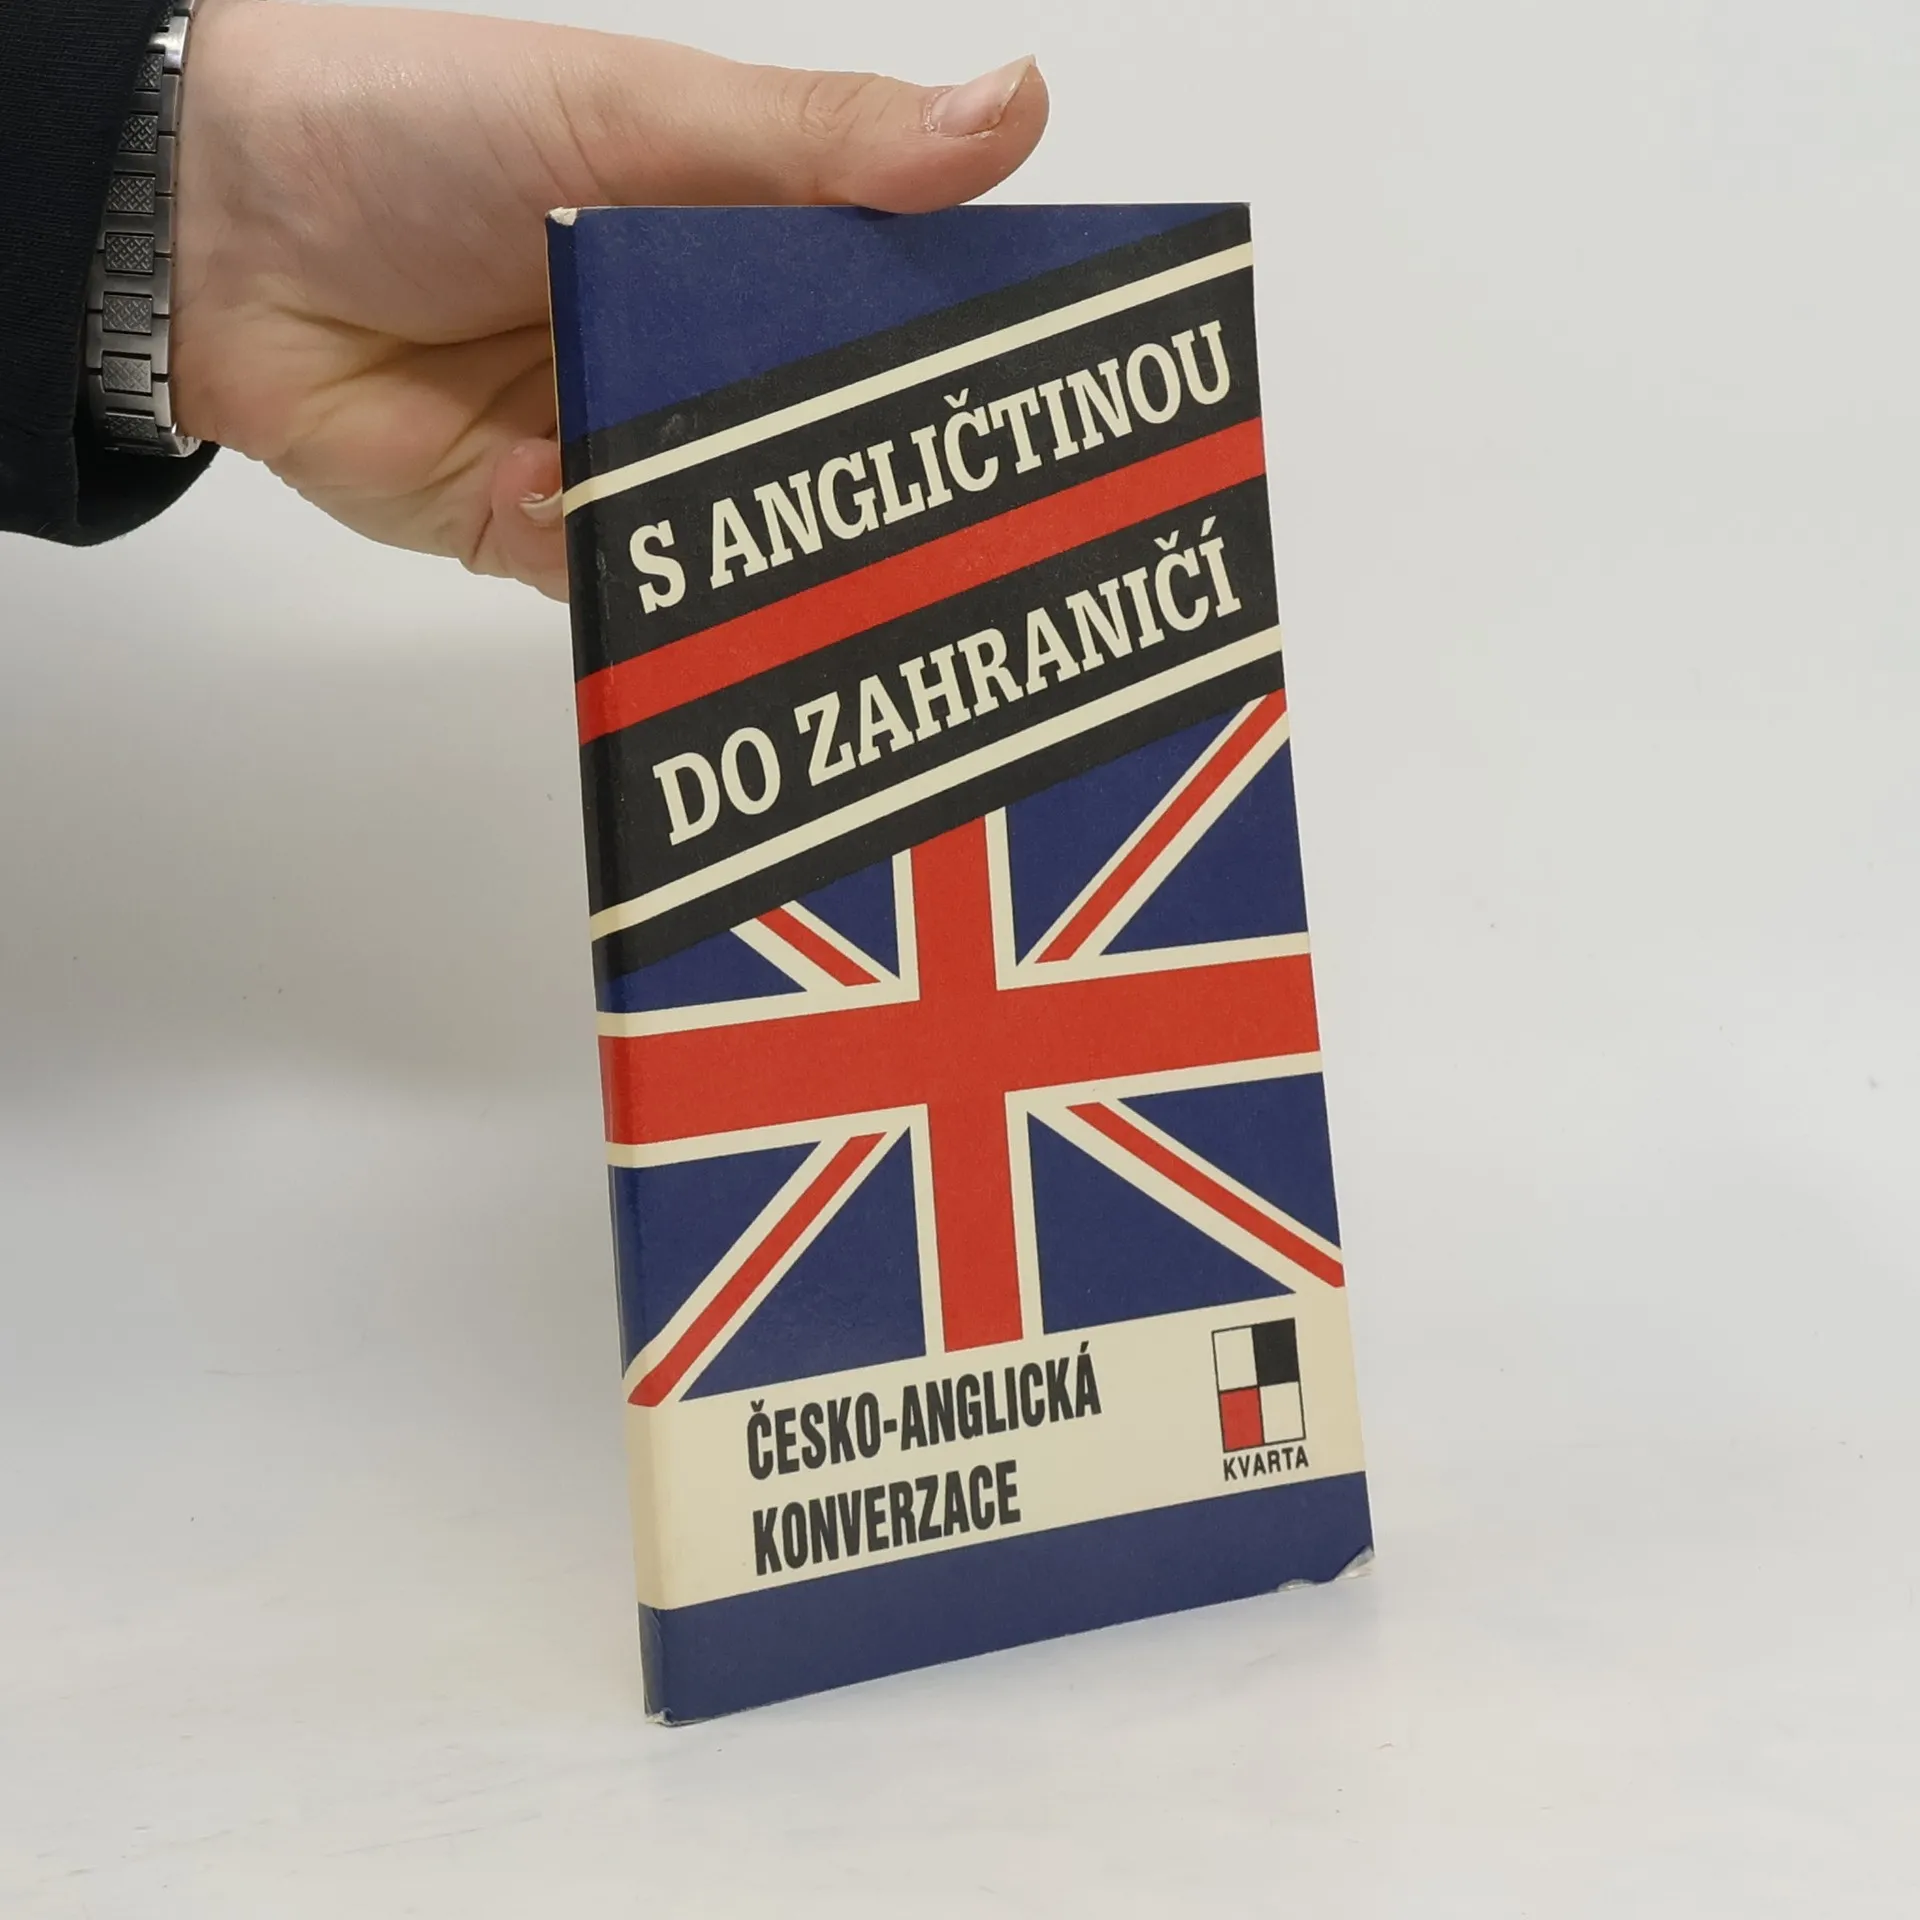 S ANGLIČTINOU
DO ZAHRANIČÍ
ČESKO-ANGLICKÁ
KONVERZACE
KVARTA